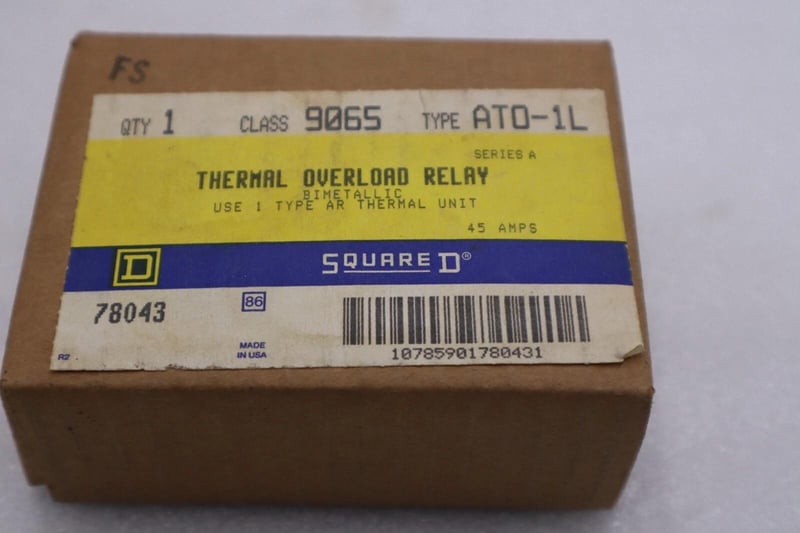 FS
QTY 1 CLASS 9065 TYPE ATO-1L
SERIES A
THERMAL OVERLOAD RELAY
BIMETALLIC
USE 1 TYPE AR THERMAL UNIT
45 AMPS
D SQUARE D®
78043
86
MADE
IN USA
R2
10785901780431